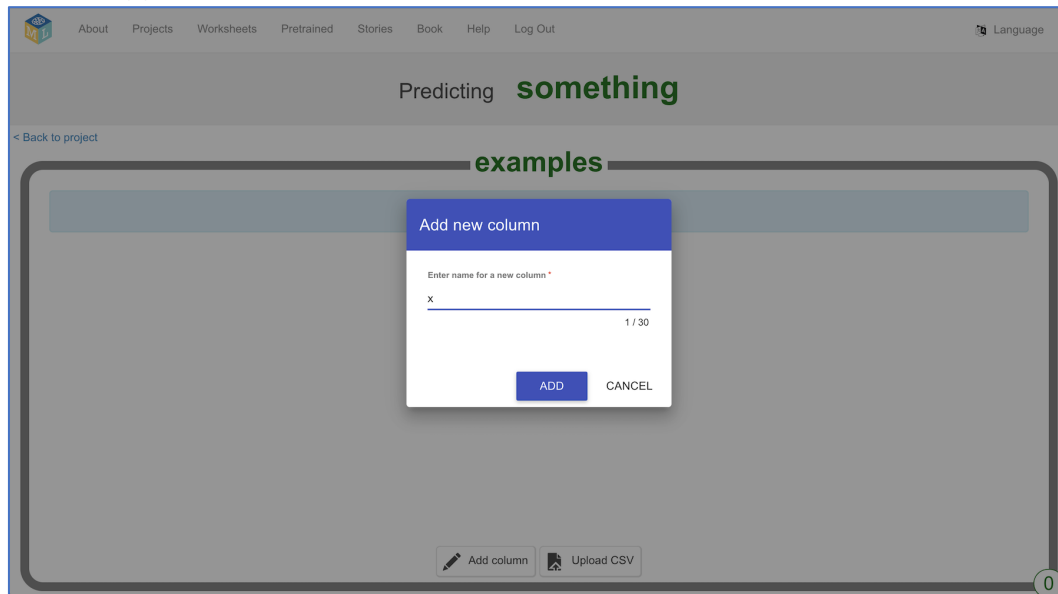 About Projects Worksheets Pretrained Stories Book Help Log Out Language
Predicting something
< Back to project
examples
Add new column
Enter name for a new column *
x
1 / 30
ADD CANCEL
Add column Upload CSV
0